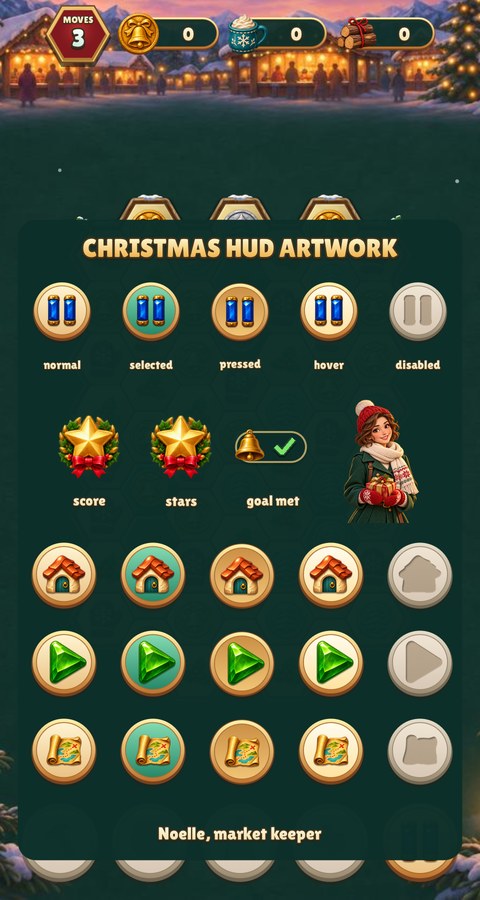 MOVES
3
0
0
0
CHRISTMAS HUD ARTWORK
normal
selected
pressed
hover
disabled
score
stars
goal met
Noelle, market keeper